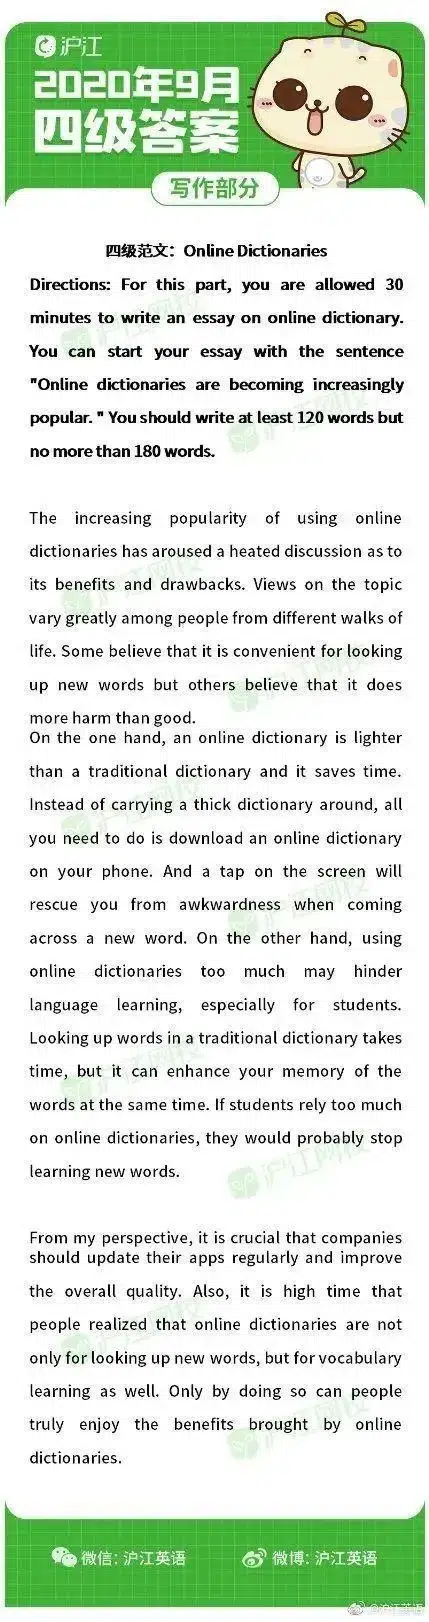 沪江
2020年9月
四级答案
写作部分
四级范文：Online Dictionaries
Directions: For this part, you are allowed 30
minutes to write an essay on online dictionary.
You can start your essay with the sentence
"Online dictionaries are becoming increasingly
popular. " You should write at least 120 words but
no more than 180 words.
The increasing popularity of using online
dictionaries has aroused a heated discussion as to
its benefits and drawbacks. Views on the topic
vary greatly among people from different walks of
life. Some believe that it is convenient for looking
up new words but others believe that it does
more harm than good.
On the one hand, an online dictionary is lighter
than a traditional dictionary and it saves time.
Instead of carrying a thick dictionary around, all
you need to do is download an online dictionary
on your phone. And a tap on the screen will
rescue you from awkwardness when coming
across a new word. On the other hand, using
online dictionaries too much may hinder
language learning, especially for students.
Looking up words in a traditional dictionary takes
time, but it can enhance your memory of the
words at the same time. If students rely too much
on online dictionaries, they would probably stop
learning new words.
From my perspective, it is crucial that companies
should update their apps regularly and improve
the overall quality. Also, it is high time that
people realized that online dictionaries are not
only for looking up new words, but for vocabulary
learning as well. Only by doing so can people
truly enjoy the benefits brought by online
dictionaries.
微信：沪江英语
微博：沪江英语
@沪江英语